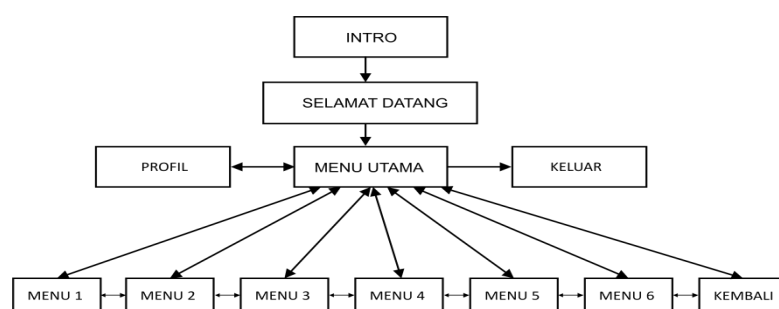 INTRO
SELAMAT DATANG
PROFIL
MENU UTAMA
KELUAR
MENU 1
MENU 2
MENU 3
MENU 4
MENU 5
MENU 6
KEMBALI